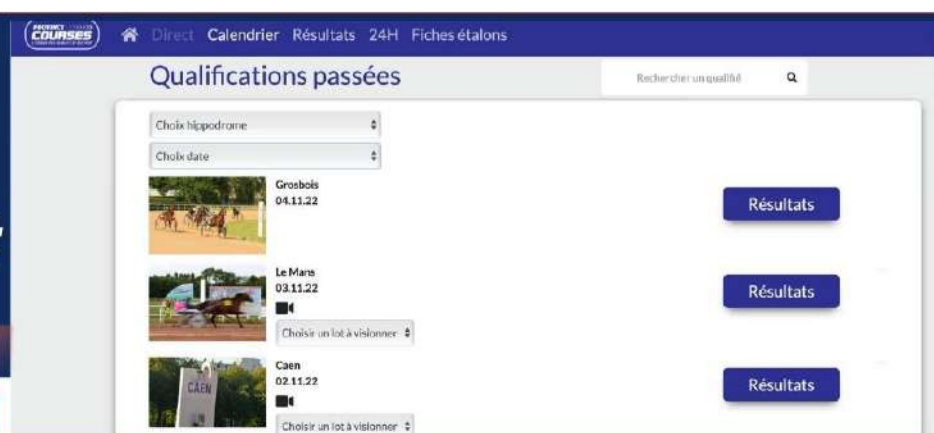 COURSES
Direct Calendrier Résultats 24H Fiches étalons
Qualifications passées
Rechercher un qualifié
Choix hippodrome
Choix date
Grosbois
04.11.22
Résultats
Le Mans
03.11.22
Résultats
Choisir un lot à visionner
CAEN
Caen
02.11.22
Résultats
Choisir un lot à visionner